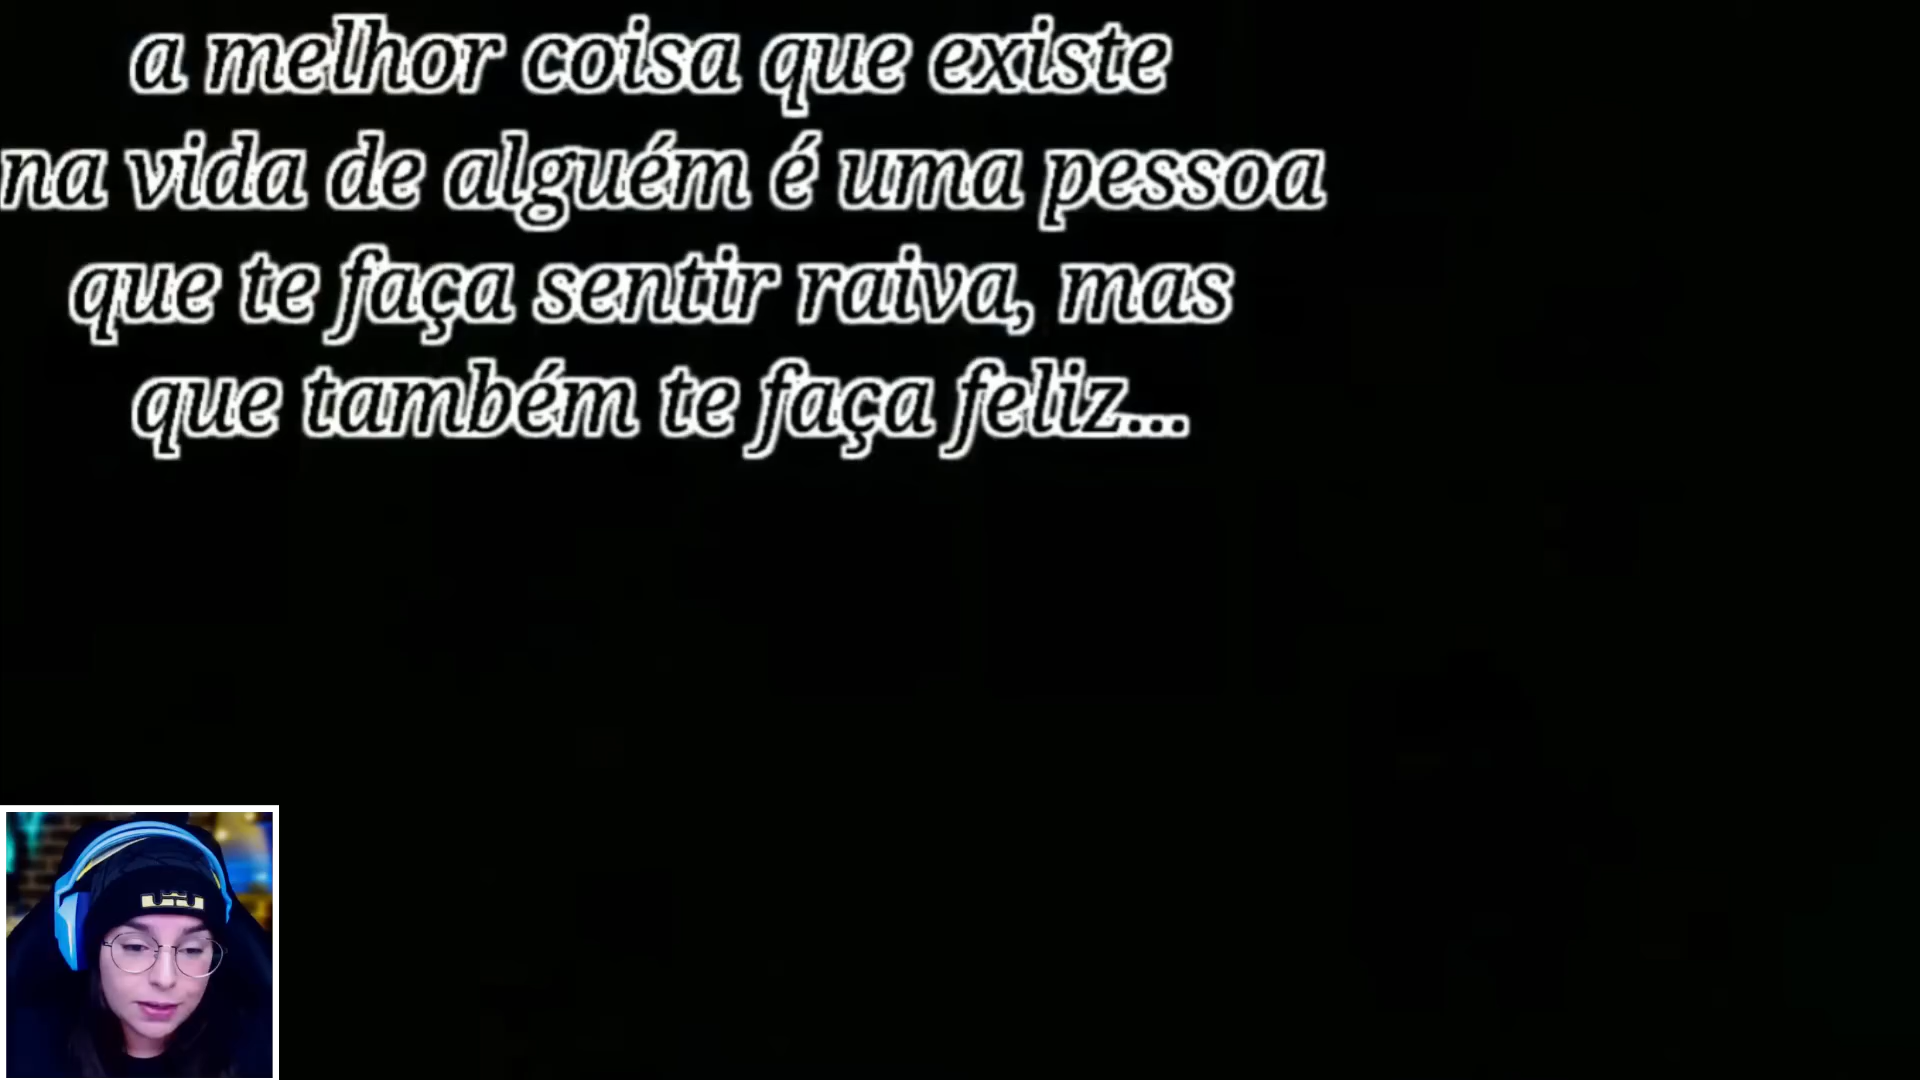 a melhor coisa que existe
na vida de alguém é uma pessoa
que te faça sentir raiva, mas
que também te faça feliz...